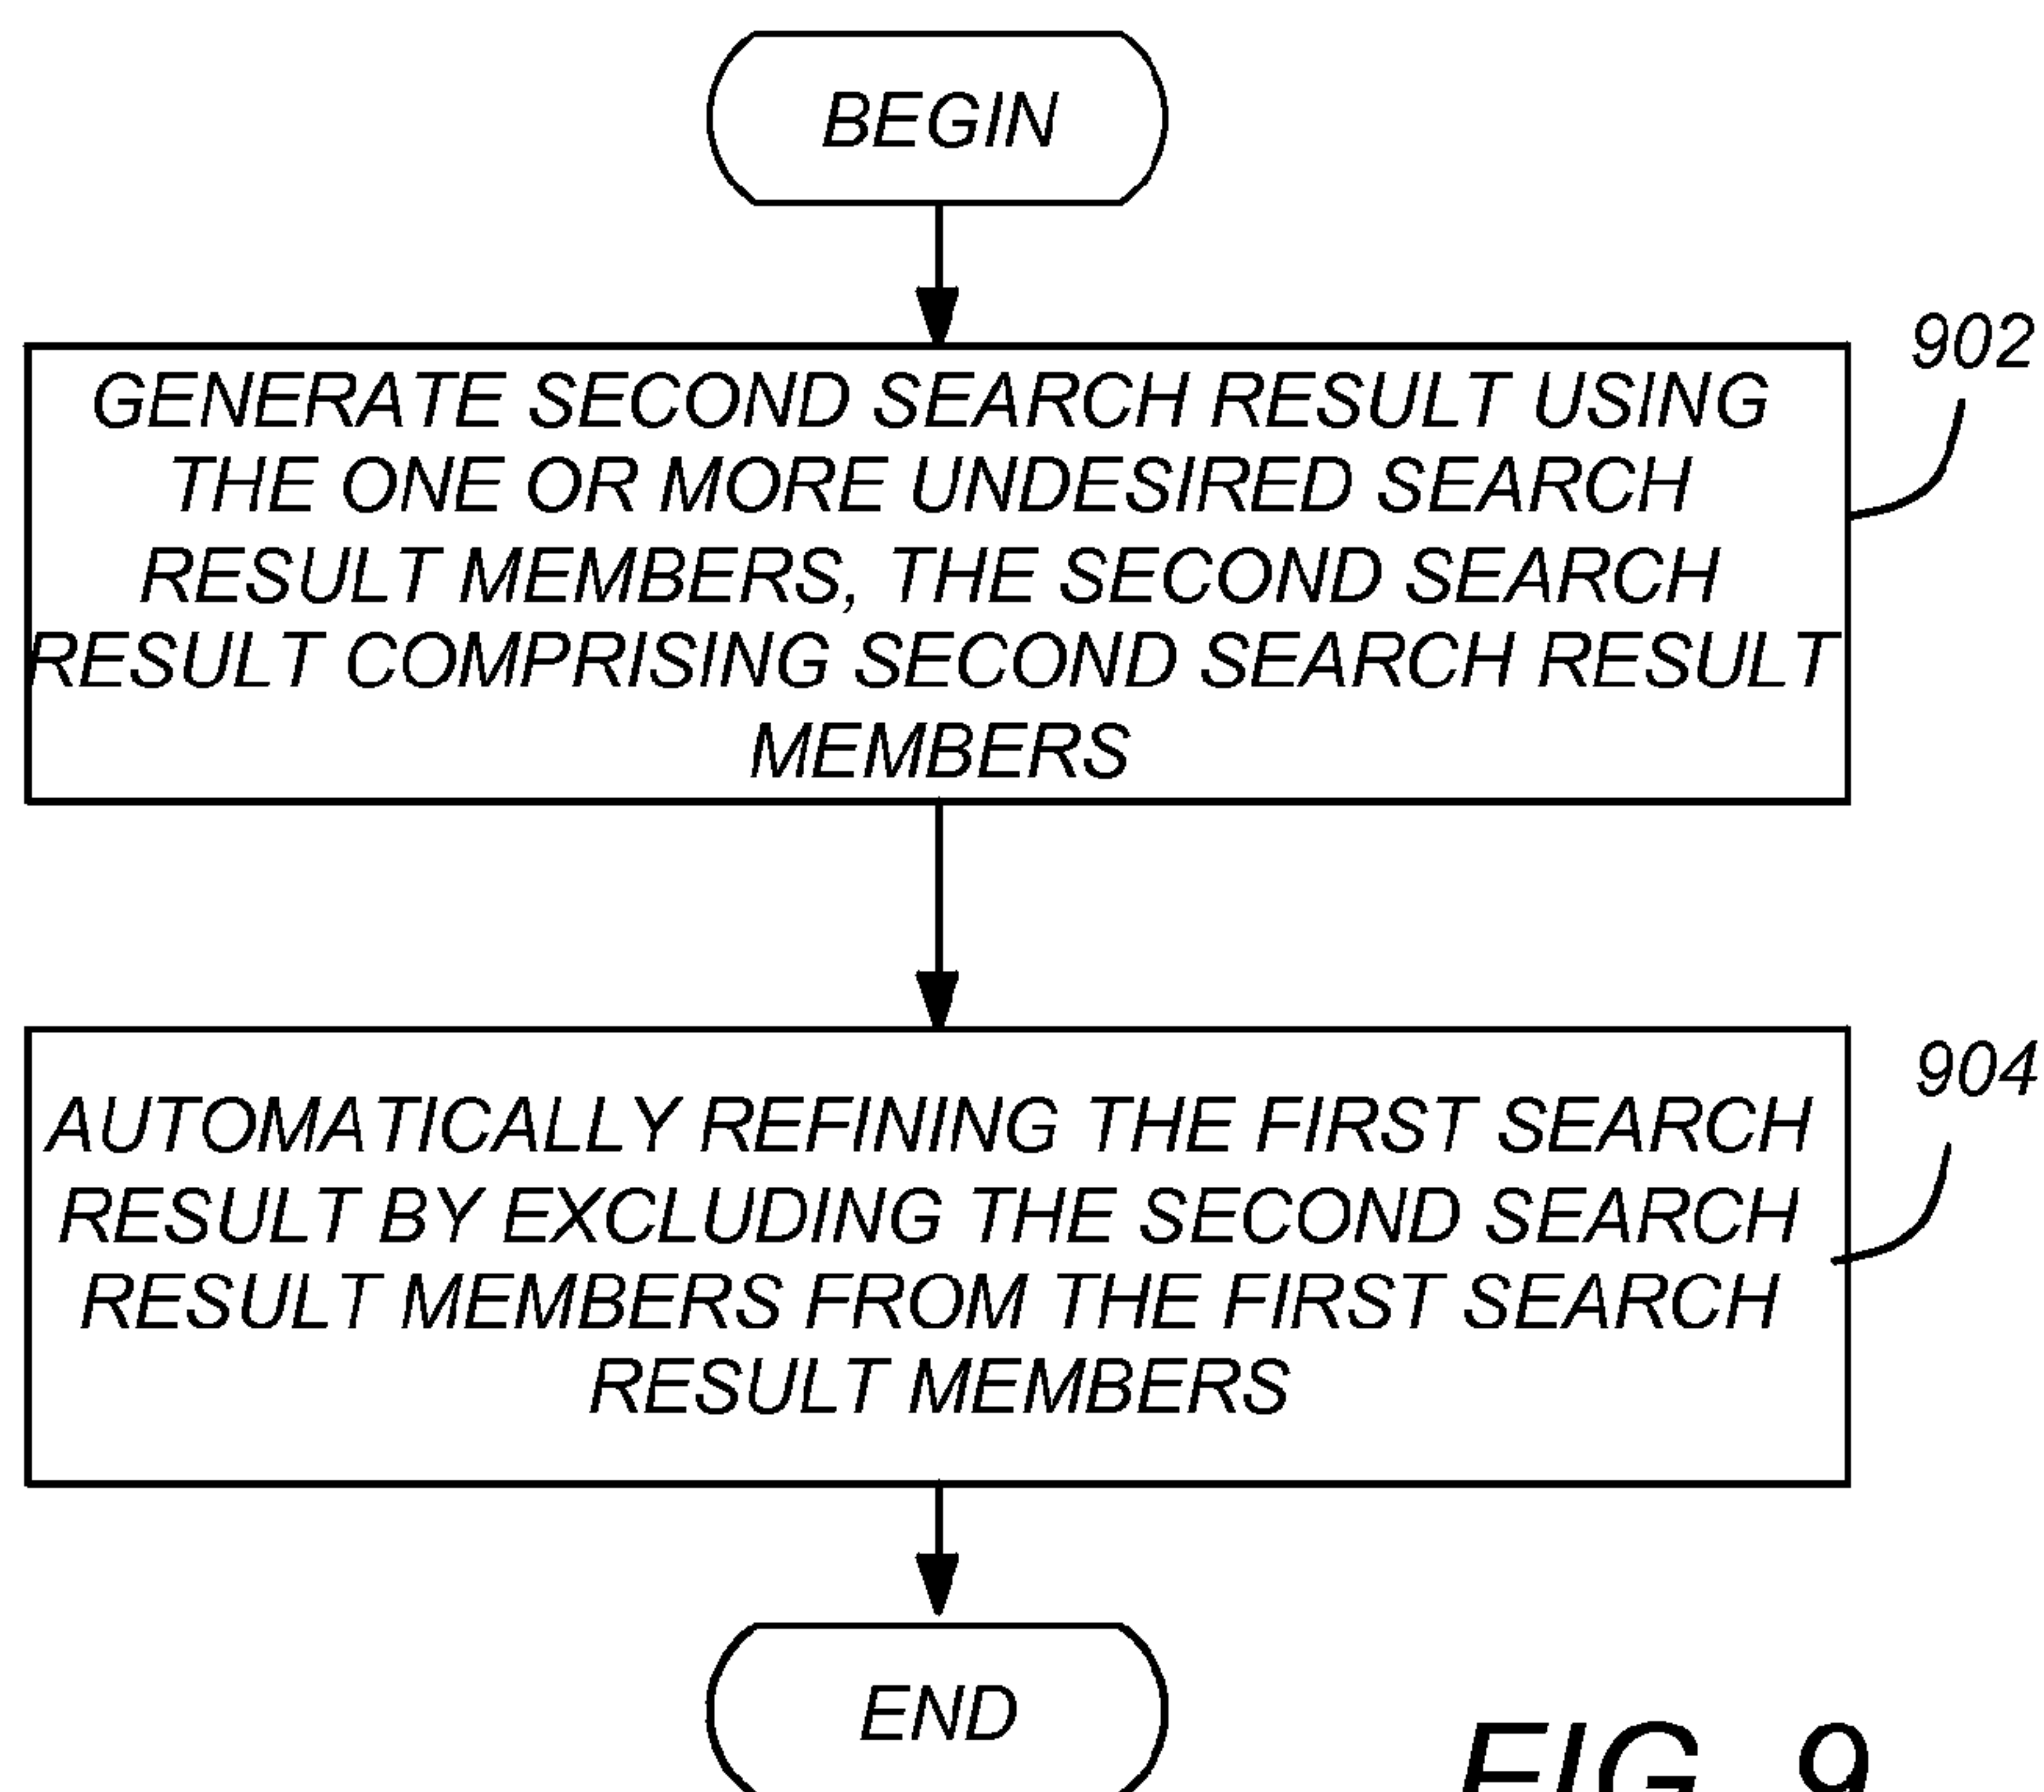 BEGIN
902
GENERATE SECOND SEARCH RESULT USING
THE ONE OR MORE UNDESIRED SEARCH
RESULT MEMBERS, THE SECOND SEARCH
RESULT COMPRISING SECOND SEARCH RESULT
MEMBERS
904
AUTOMATICALLY REFINING THE FIRST SEARCH
RESULT BY EXCLUDING THE SECOND SEARCH
RESULT MEMBERS FROM THE FIRST SEARCH
RESULT MEMBERS
END
FIG. 9